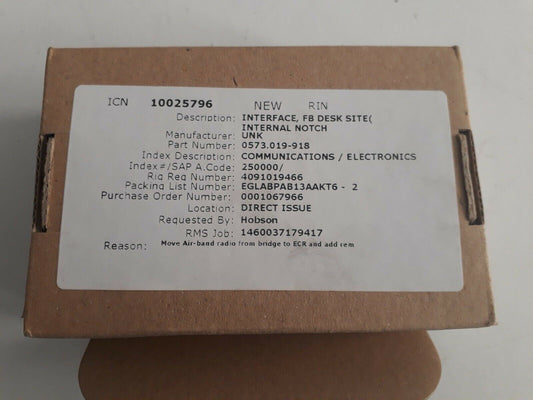 ICN 10025796 NEW RIN
Description: INTERFACE, FB DESK SITE(
INTERNAL NOTCH
Manufacturer: UNK
Part Number: 0573.019-918
Index Description: COMMUNICATIONS / ELECTRONICS
Index#/SAP A.Code: 250000/
Rig Req Number: 4091019466
Packing List Number: EGLABPAB13AAKT6 - 2
Purchase Order Number: 0001067966
Location: DIRECT ISSUE
Requested By: Hobson
RMS Job: 1460037179417
Reason: Move Air-band radio from bridge to ECR and add rem